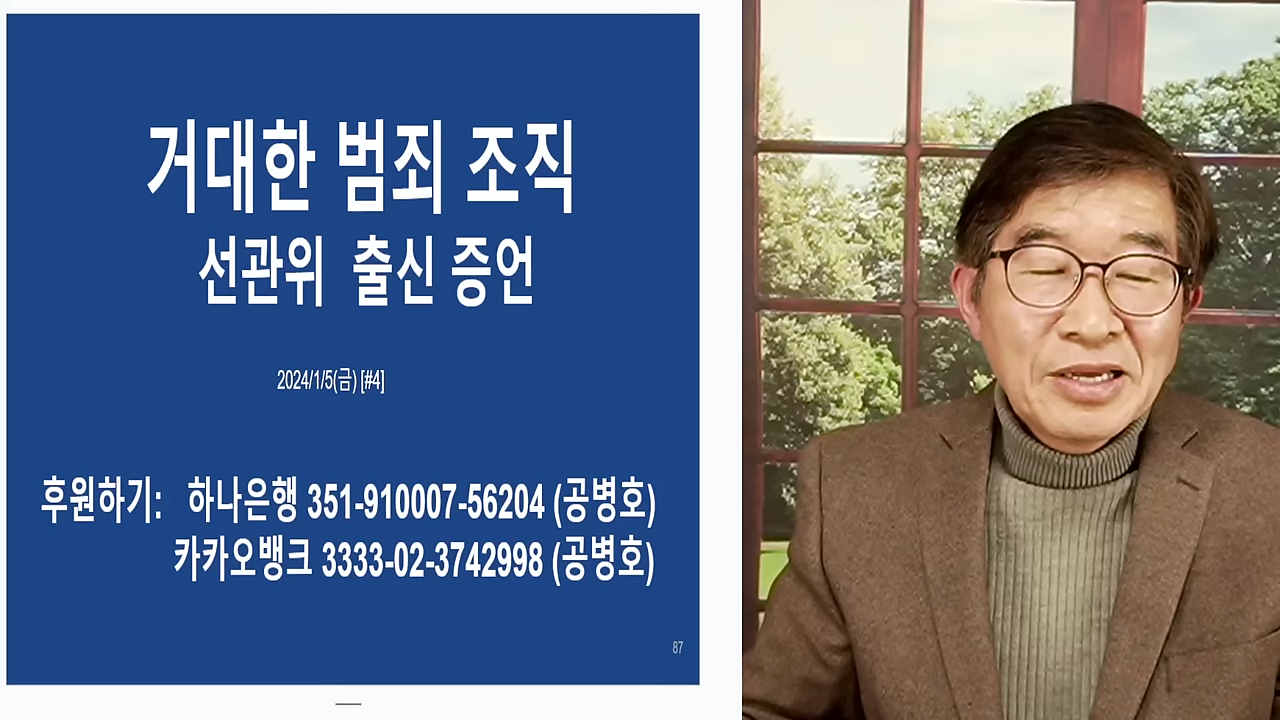 거대한 범죄 조직
선관위 출신 증언
2024/1/5(금) [#4]
후원하기: 하나은행 351-910007-56204 (공병호)
카카오뱅크 3333-02-3742998 (공병호)
87